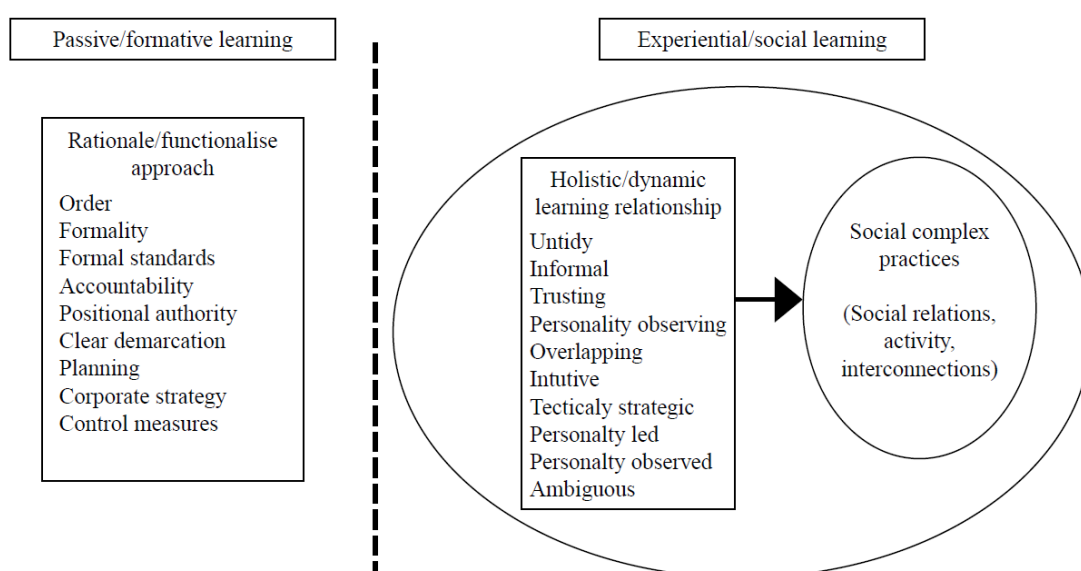 Passive/formative learning
Experiential/social learning
Rationale/functionalise
approach
Order
Formality
Formal standards
Accountability
Positional authority
Clear demarcation
Planning
Corporate strategy
Control measures
Holistic/dynamic
learning relationship
Untidy
Informal
Trusting
Personality observing
Overlapping
Intutive
Tecticaly strategic
Personalty led
Personalty observed
Ambiguous
Social complex
practices
(Social relations,
activity,
interconnections)